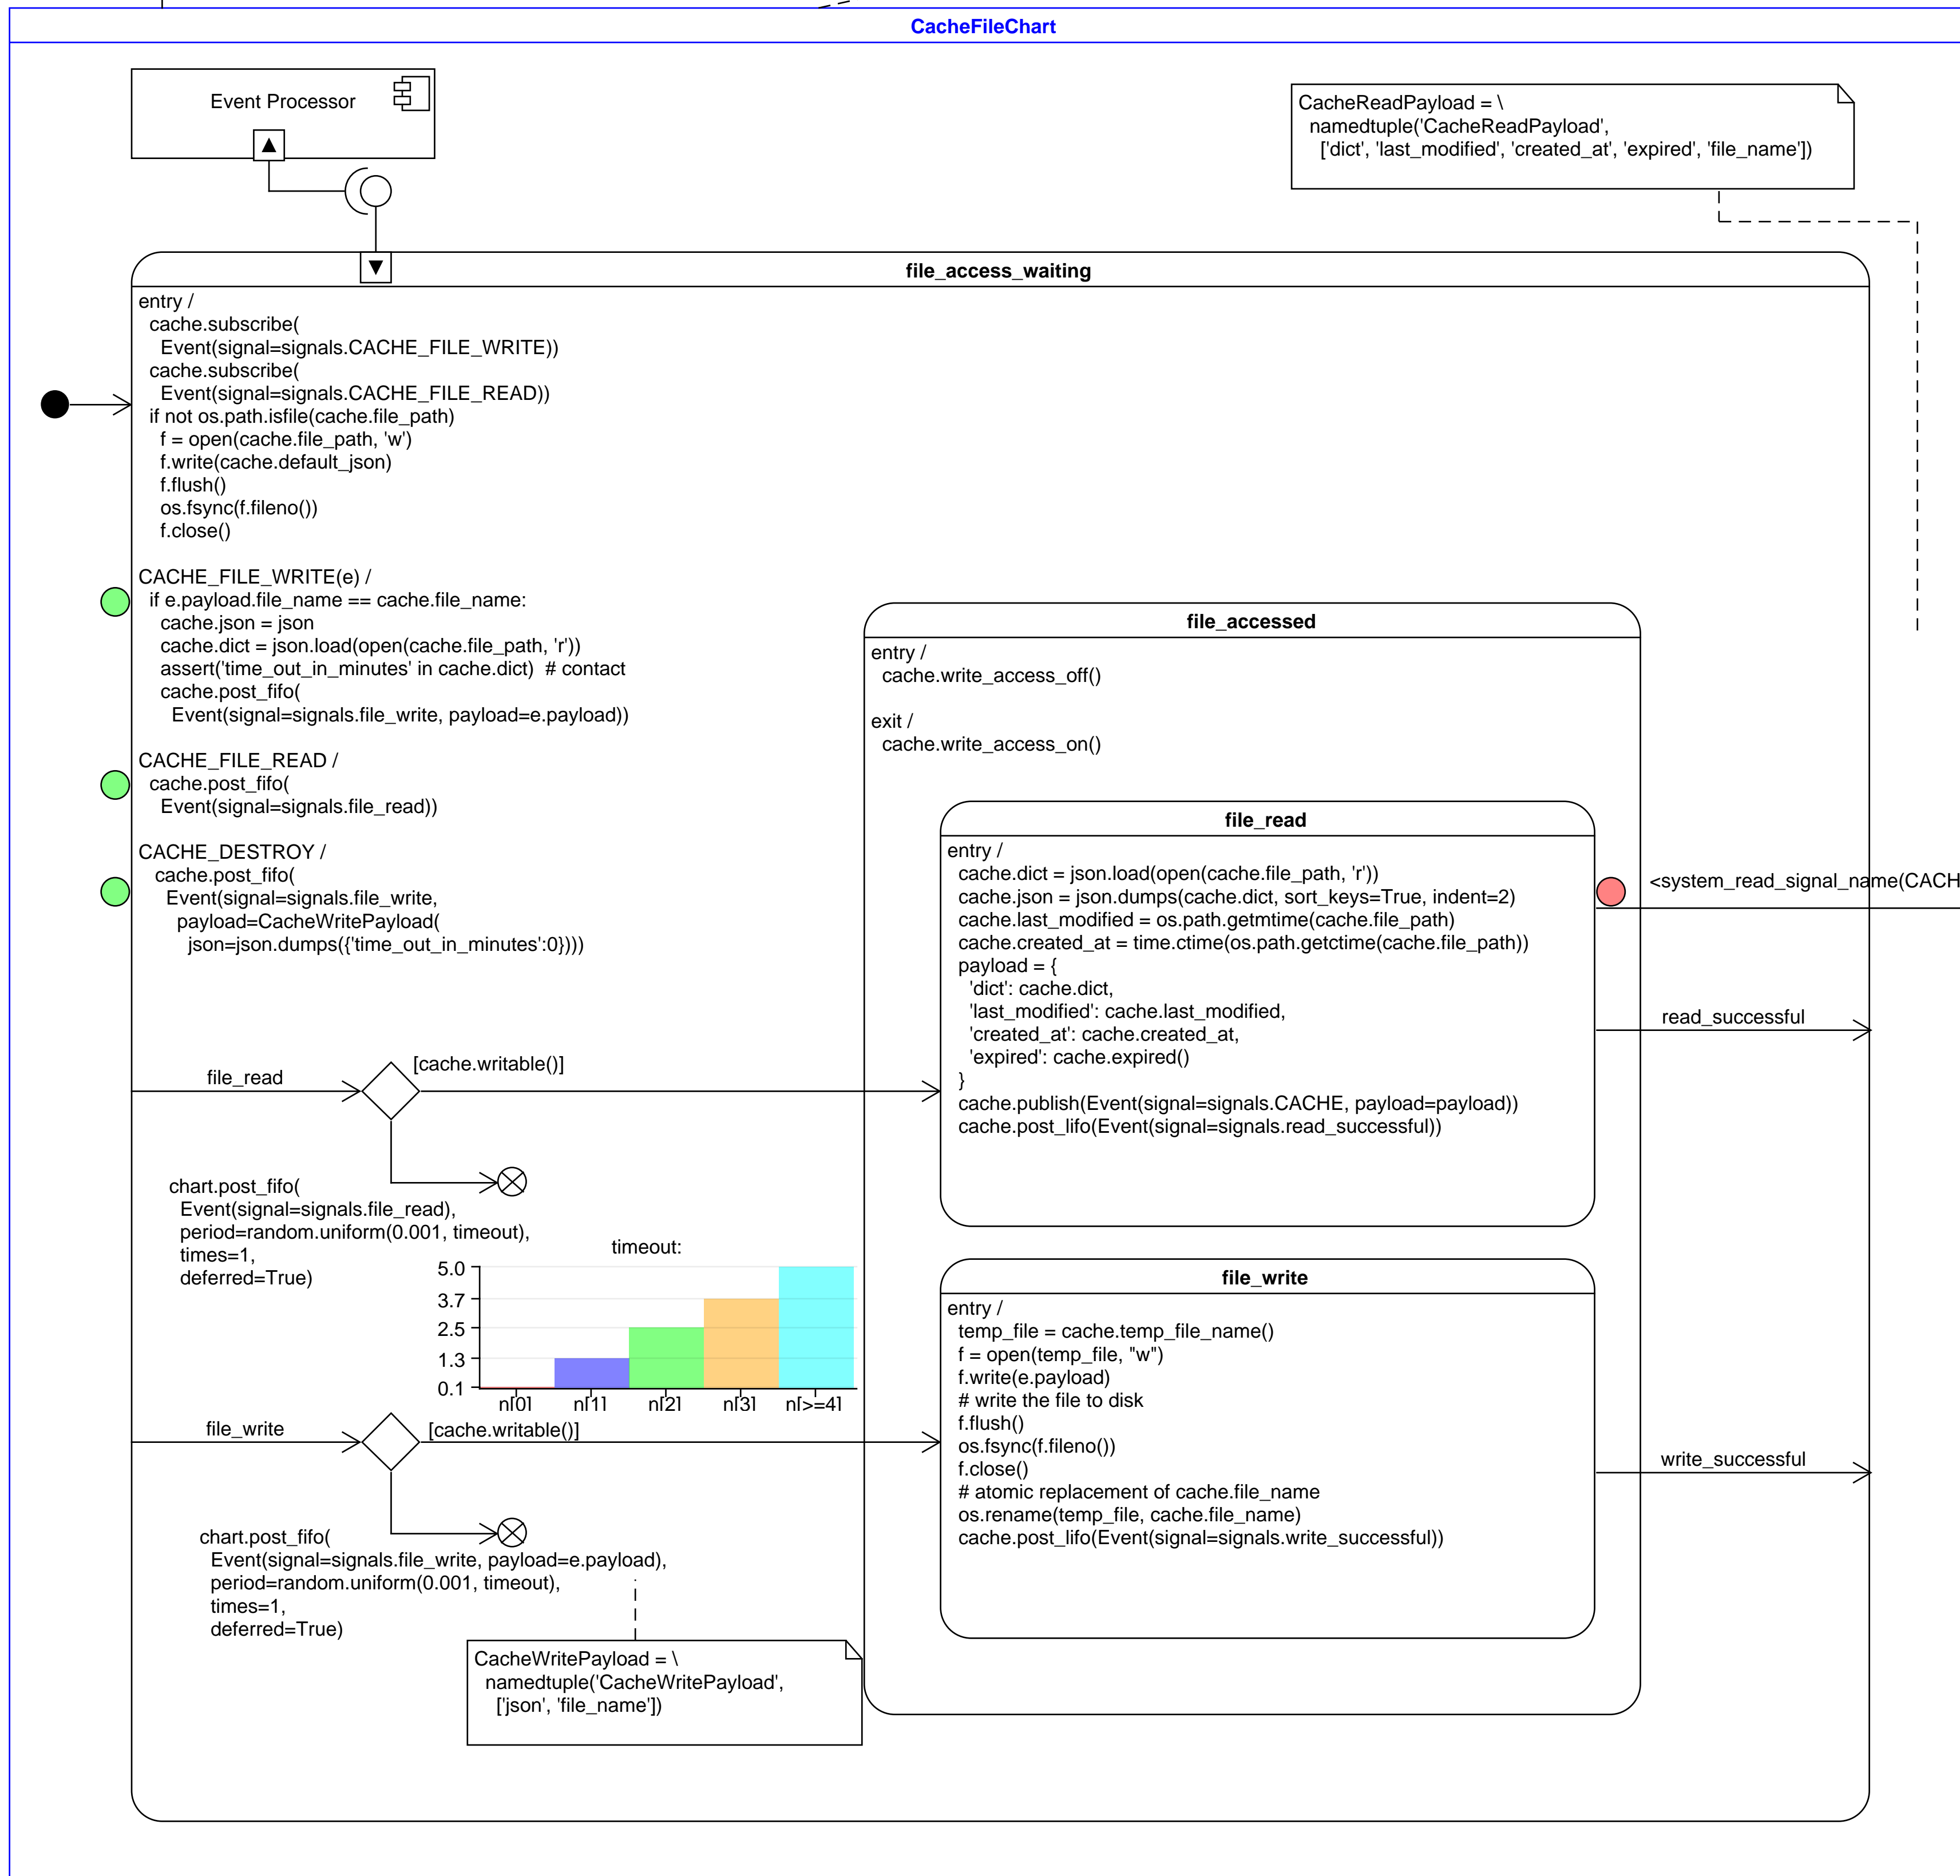 CacheFileChart
Event Processor
CacheReadPayload = \
namedtuple('CacheReadPayload',
['dict', 'last_modified', 'created_at', 'expired', 'file_name'])
file_access_waiting
entry /
cache.subscribe(
Event(signal=signals.CACHE_FILE_WRITE))
cache.subscribe(
Event(signal=signals.CACHE_FILE_READ))
if not os.path.isfile(cache.file_path)
f = open(cache.file_path, 'w')
f.write(cache.default_json)
f.flush()
os.fsync(f.fileno())
f.close()
CACHE_FILE_WRITE(e) /
if e.payload.file_name == cache.file_name:
cache.json = json
cache.dict = json.load(open(cache.file_path, 'r'))
assert('time_out_in_minutes' in cache.dict)  # contact
cache.post_fifo(
Event(signal=signals.file_write, payload=e.payload))
CACHE_FILE_READ /
cache.post_fifo(
Event(signal=signals.file_read))
CACHE_DESTROY /
cache.post_fifo(
Event(signal=signals.file_write,
payload=CacheWritePayload(
json=json.dumps({'time_out_in_minutes':0})))
file_accessed
entry /
cache.write_access_off()
exit /
cache.write_access_on()
file_read
entry /
cache.dict = json.load(open(cache.file_path, 'r'))
cache.json = json.dumps(cache.dict, sort_keys=True, indent=2)
cache.last_modified = os.path.getmtime(cache.file_path)
cache.created_at = time.ctime(os.path.getctime(cache.file_path))
payload = {
'dict': cache.dict,
'last_modified': cache.last_modified,
'created_at': cache.created_at,
'expired': cache.expired()
}
cache.publish(Event(signal=signals.CACHE, payload=payload))
cache.post_lifo(Event(signal=signals.read_successful))
<system_read_signal_name(CACH
read_successful
file_read
[cache.writable()]
chart.post_fifo(
Event(signal=signals.file_read),
period=random.uniform(0.001, timeout),
times=1,
deferred=True)
timeout:
5.0
3.7
2.5
1.3
0.1
n[0] n[1] n[2] n[3] n[>=4]
file_write
[cache.writable()]
file_write
entry /
temp_file = cache.temp_file_name()
f = open(temp_file, "w")
f.write(e.payload)
# write the file to disk
f.flush()
os.fsync(f.fileno())
f.close()
# atomic replacement of cache.file_name
os.rename(temp_file, cache.file_name)
cache.post_lifo(Event(signal=signals.write_successful))
write_successful
chart.post_fifo(
Event(signal=signals.file_write, payload=e.payload),
period=random.uniform(0.001, timeout),
times=1,
deferred=True)
CacheWritePayload = \
namedtuple('CacheWritePayload',
['json', 'file_name'])